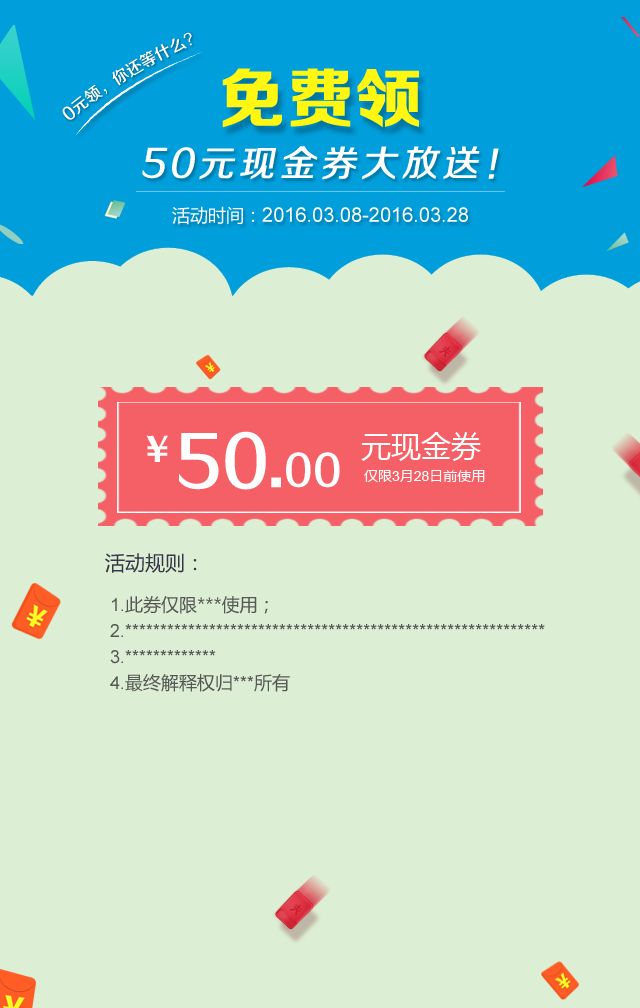 0元领，你还等什么？
免费领
50元现金券大放送！
活动时间：2016.03.08-2016.03.28
大
¥50.00 元现金券
仅限3月28日前使用
活动规则：
1.此券仅限***使用；
2.************************************************************
3.*************
4.最终解释权归***所有
¥
¥
大
¥
¥